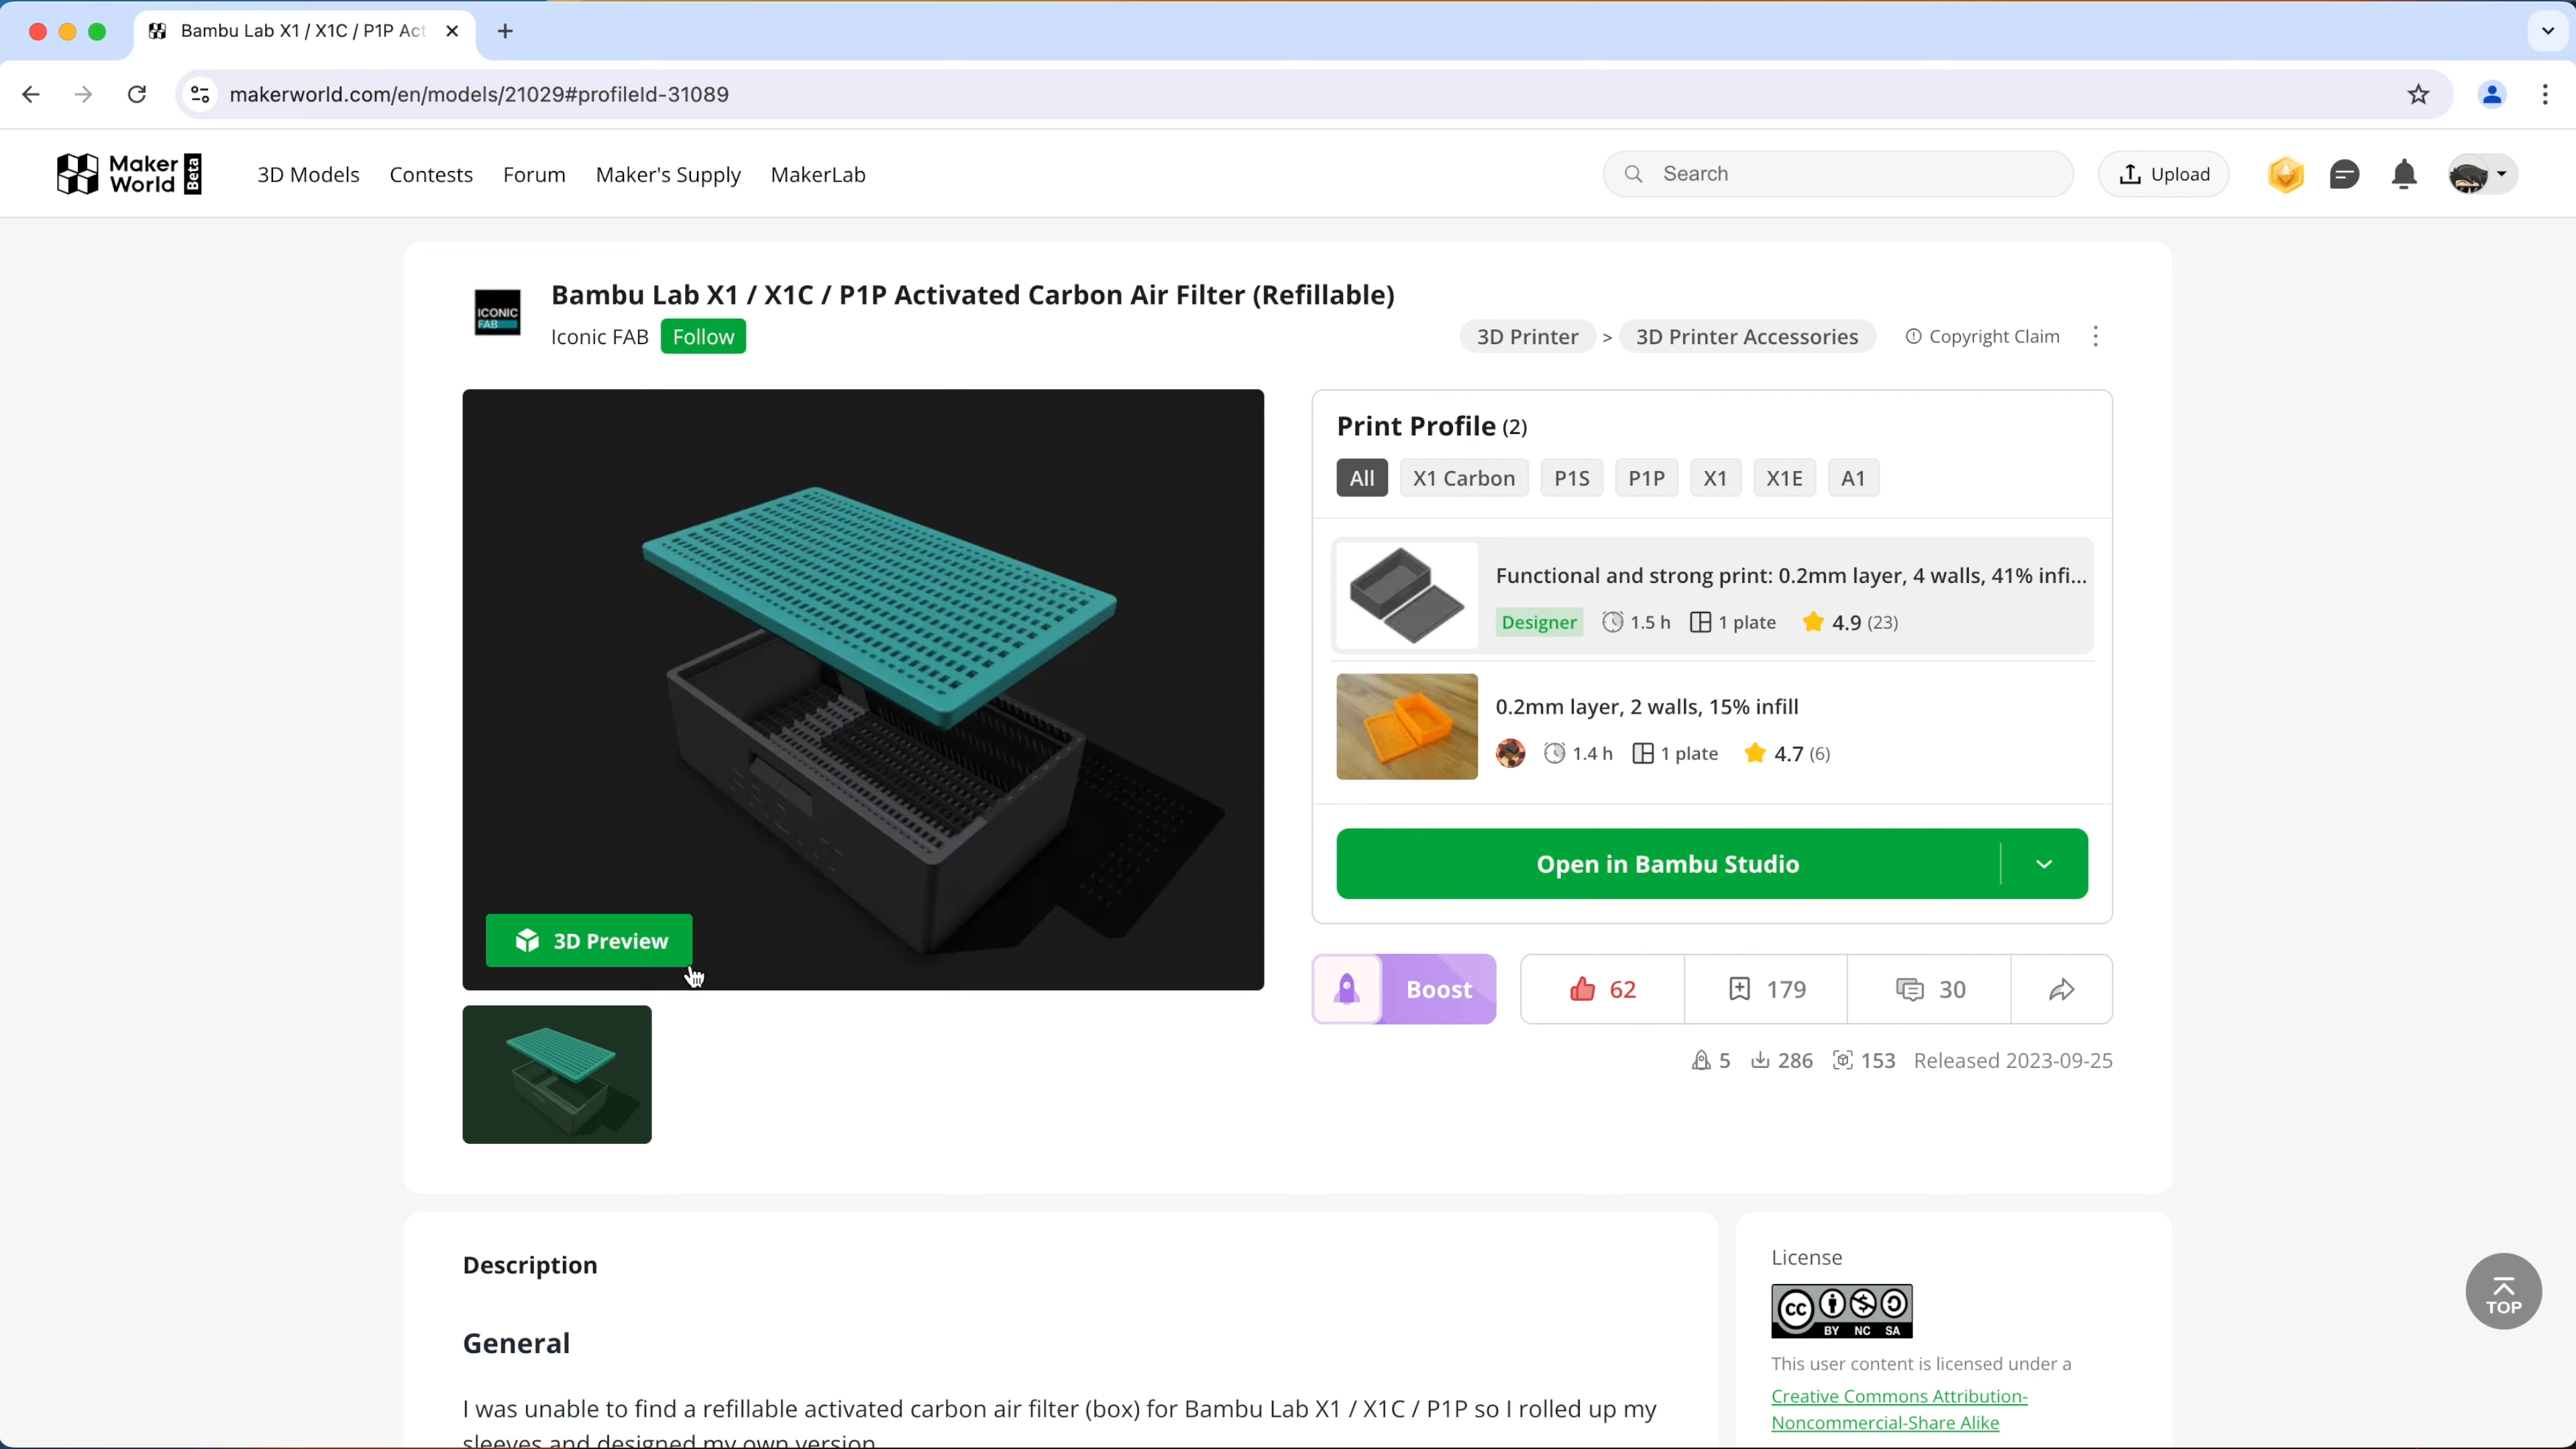 Bambu Lab X1 / X1C / P1P Act
makerworld.com/en/models/21029#profileId-31089
Maker World Beta
3D Models
Contests
Forum
Maker's Supply
MakerLab
Search
Upload
ICONIC
FAB
Bambu Lab X1 / X1C / P1P Activated Carbon Air Filter (Refillable)
Iconic FAB
Follow
3D Printer > 3D Printer Accessories
Copyright Claim
3D Preview
Print Profile (2)
All
X1 Carbon
P1S
P1P
X1
X1E
A1
Functional and strong print: 0.2mm layer, 4 walls, 41% infi...
Designer 1.5 h 1 plate 4.9 (23)
0.2mm layer, 2 walls, 15% infill
1.4 h 1 plate 4.7 (6)
Open in Bambu Studio
Boost
62
179
30
5 286 153 Released 2023-09-25
Description
General
I was unable to find a refillable activated carbon air filter (box) for Bambu Lab X1 / X1C / P1P so I rolled up my
sleeves and designed my own version
License
CC BY NC SA
This user content is licensed under a
Creative Commons Attribution-
Noncommercial-Share Alike
TOP